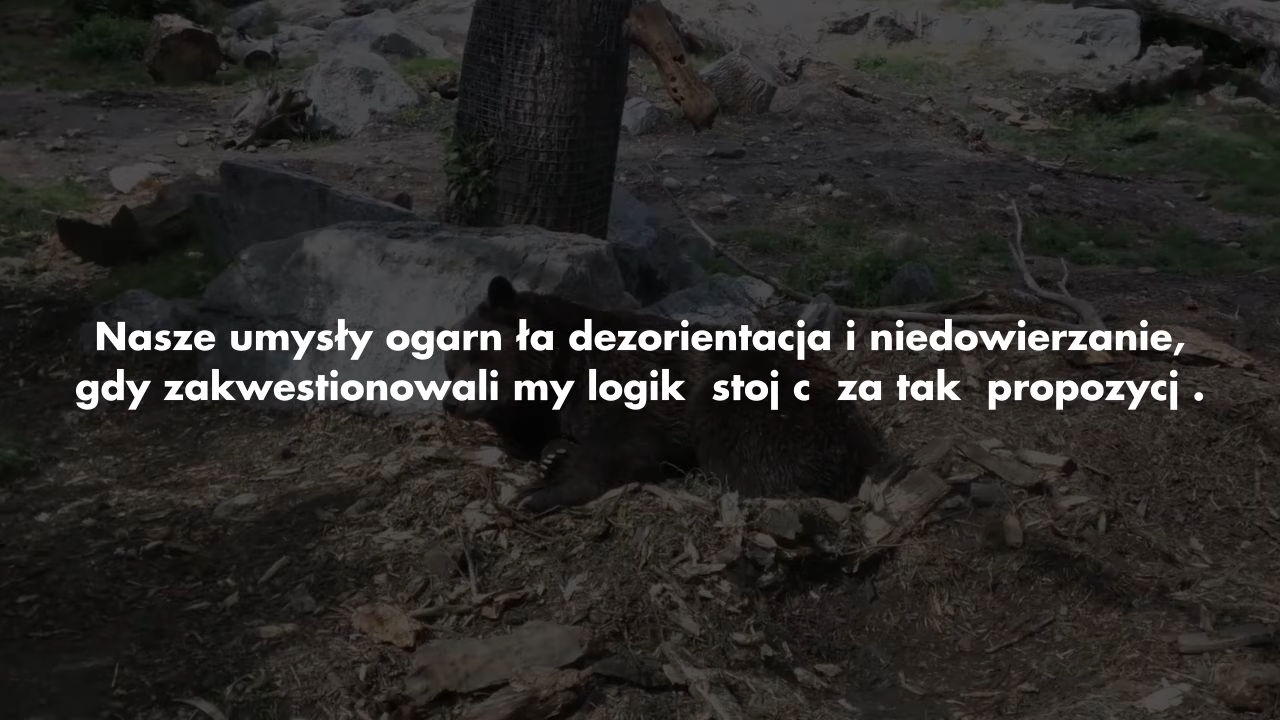 Nasze umysły ogarn ła dezorientacja i niedowierzanie,
gdy zakwestionowali my logik  stoj c  za tak  propozycj .